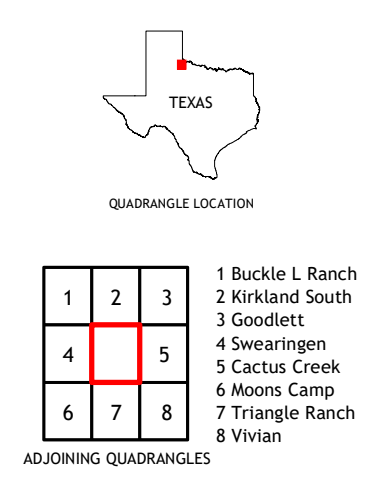 TEXAS
QUADRANGLE LOCATION
1 2 3
4 5
6 7 8
ADJOINING QUADRANGLES
1 Buckle L Ranch
2 Kirkland South
3 Goodlett
4 Swearingen
5 Cactus Creek
6 Moons Camp
7 Triangle Ranch
8 Vivian